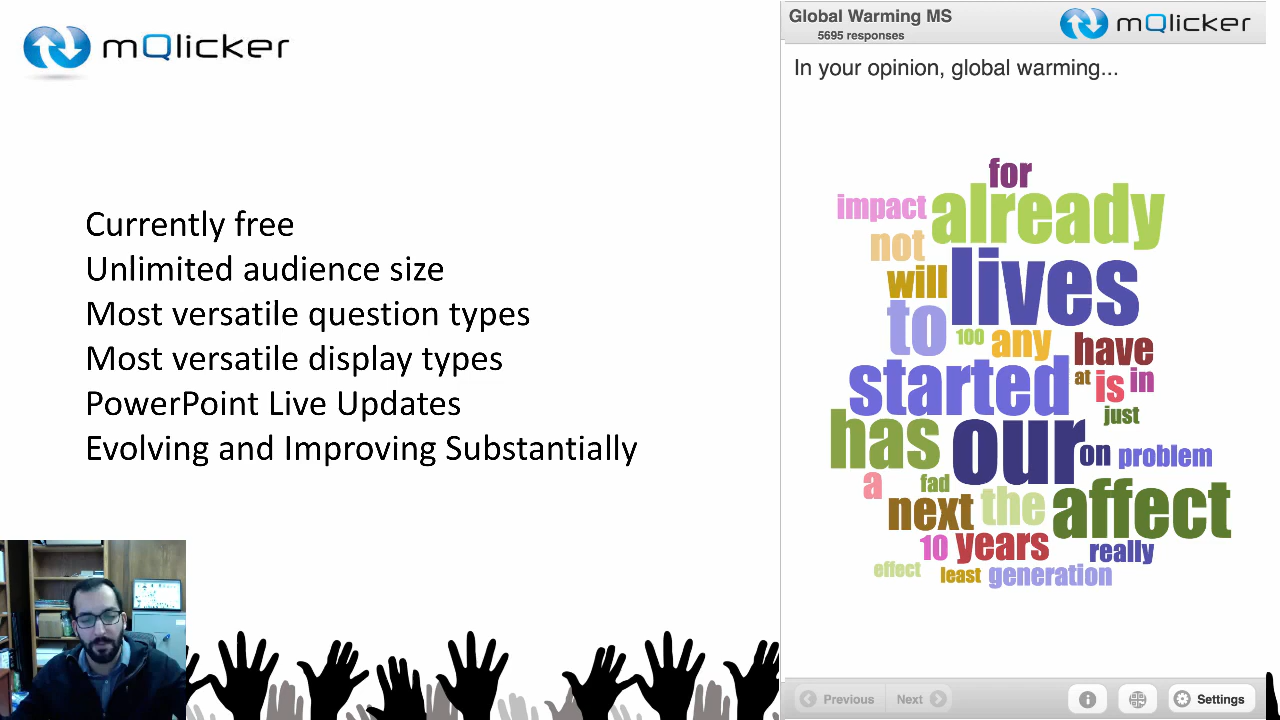 mQlicker
Currently free
Unlimited audience size
Most versatile question types
Most versatile display types
PowerPoint Live Updates
Evolving and Improving Substantially
Global Warming MS
5695 responses
mQlicker
In your opinion, global warming...
for
impact already
not
will lives
to 100 any have
started at is in
just
has our on problem
a fad
next the affect
10 years really
effect least generation
Previous Next Settings